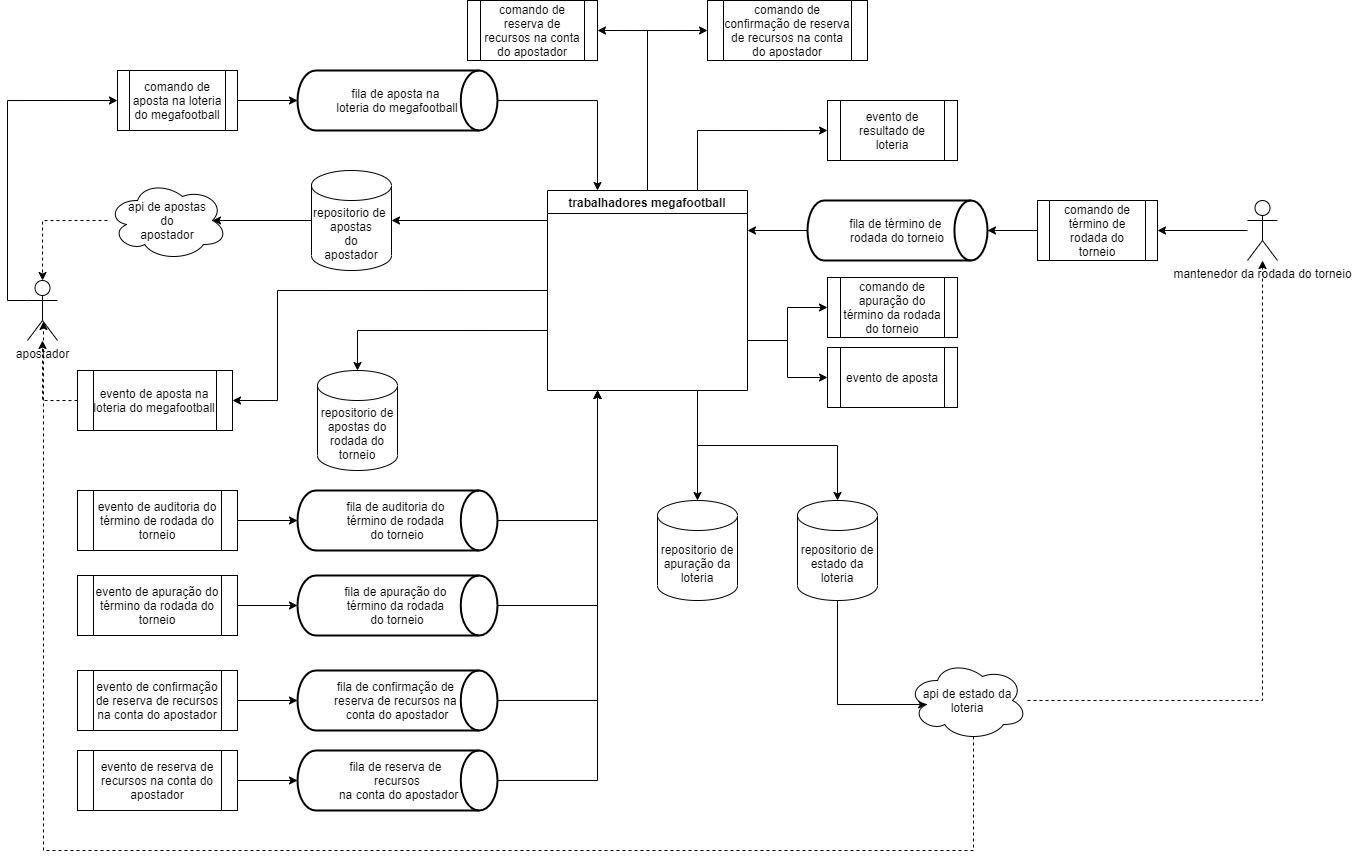 comando de
reserva de
recursos na conta
do apostador
comando de
confirmação de reserva
de recursos na conta
do apostador
comando de
aposta na loteria
do megafootball
fila de aposta na
loteria do megafootball
evento de
resultado de
loteria
api de apostas
do
apostador
repositorio de
apostas
do
apostador
trabalhadores megafootball
fila de término de
rodada do torneio
comando de
término de
rodada do
torneio
mantenedor da rodada do torneio
comando de
apuração do
término da rodada
do torneio
apostador
evento de aposta
evento de aposta na
loteria do megafootball
repositorio de
apostas do
rodada do
torneio
evento de auditoria do
término de rodada do
torneio
fila de auditoria do
término de rodada
do torneio
repositorio de
apuração da
loteria
repositorio de
estado da
loteria
evento de apuração do
término da rodada do
torneio
fila de apuração do
término da rodada
do torneio
evento de confirmação
de reserva de recursos
na conta do apostador
fila de confirmação de
reserva de recursos na
conta do apostador
api de estado da
loteria
evento de reserva de
recursos na conta do
apostador
fila de reserva de
recursos
na conta do apostador